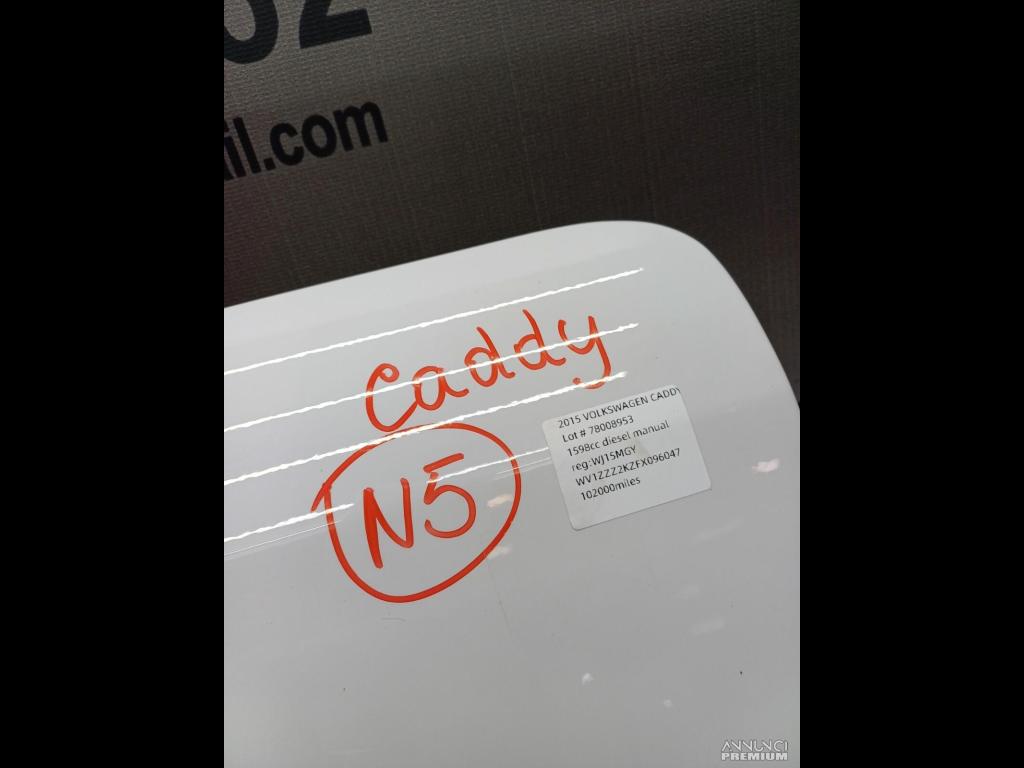 il.com
Caddy
N5
2015 VOLKSWAGEN CADDY
Lot # 78008953
1598cc diesel manual
reg:WJ15MGY
WV1ZZZ2KZFX096047
102000miles
ANNUNCI
PREMIUM